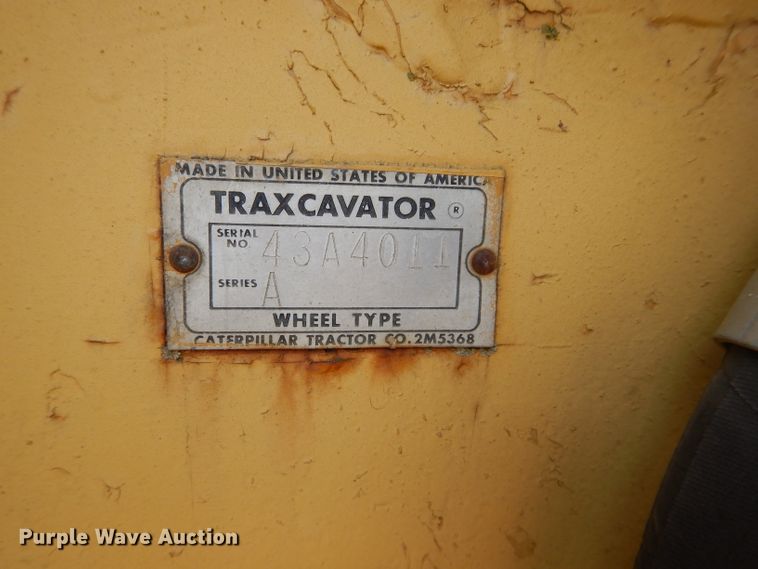 MADE IN UNITED STATES OF AMERICA
TRAXCAVATOR ®
SERIAL NO. 43A4011
SERIES A
WHEEL TYPE
CATERPILLAR TRACTOR CO. 2M5368
Purple Wave Auction